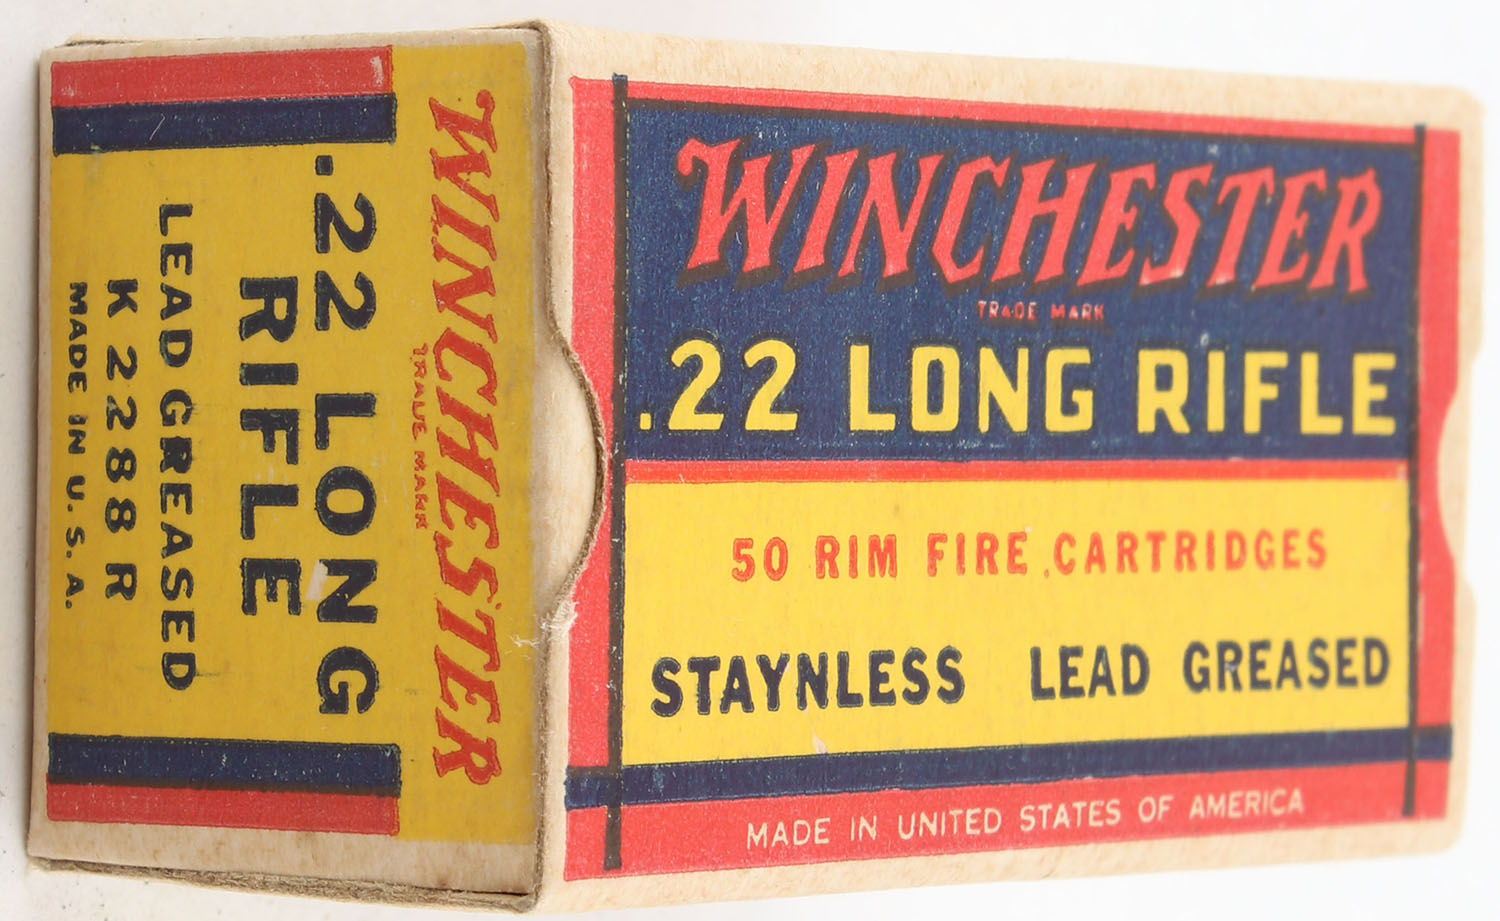 WINCHESTER
TRADE MARK
.22 LONG RIFLE
50 RIM FIRE CARTRIDGES
STAYNLESS LEAD GREASED
MADE IN UNITED STATES OF AMERICA
WINCHESTER
TRADE MARK
.22 LONG
RIFLE
LEAD GREASED
K 2288 R
MADE IN U.S.A.